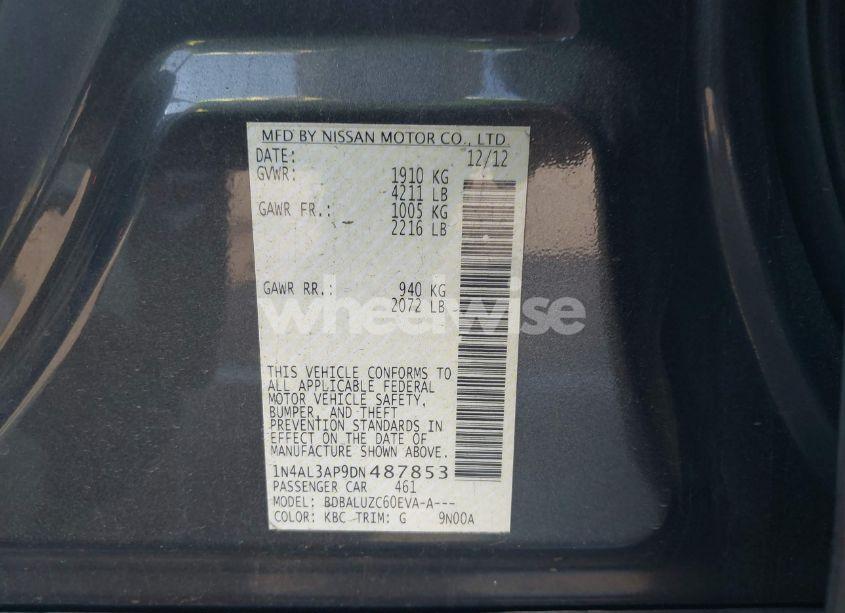 MFD BY NISSAN MOTOR CO., LTD.
DATE: 12/12
GVWR: 1910 KG
4211 LB
GAWR FR.: 1005 KG
2216 LB
GAWR RR.: 940 KG
2072 LB
wheelwise
THIS VEHICLE CONFORMS TO
ALL APPLICABLE FEDERAL
MOTOR VEHICLE SAFETY,
BUMPER, AND THEFT
PREVENTION STANDARDS IN
EFFECT ON THE DATE OF
MANUFACTURE SHOWN ABOVE.
1N4AL3AP9DN487853
PASSENGER CAR 461
MODEL: BDBALUZC60EVA-A---
COLOR: KBC TRIM: G 9N00A